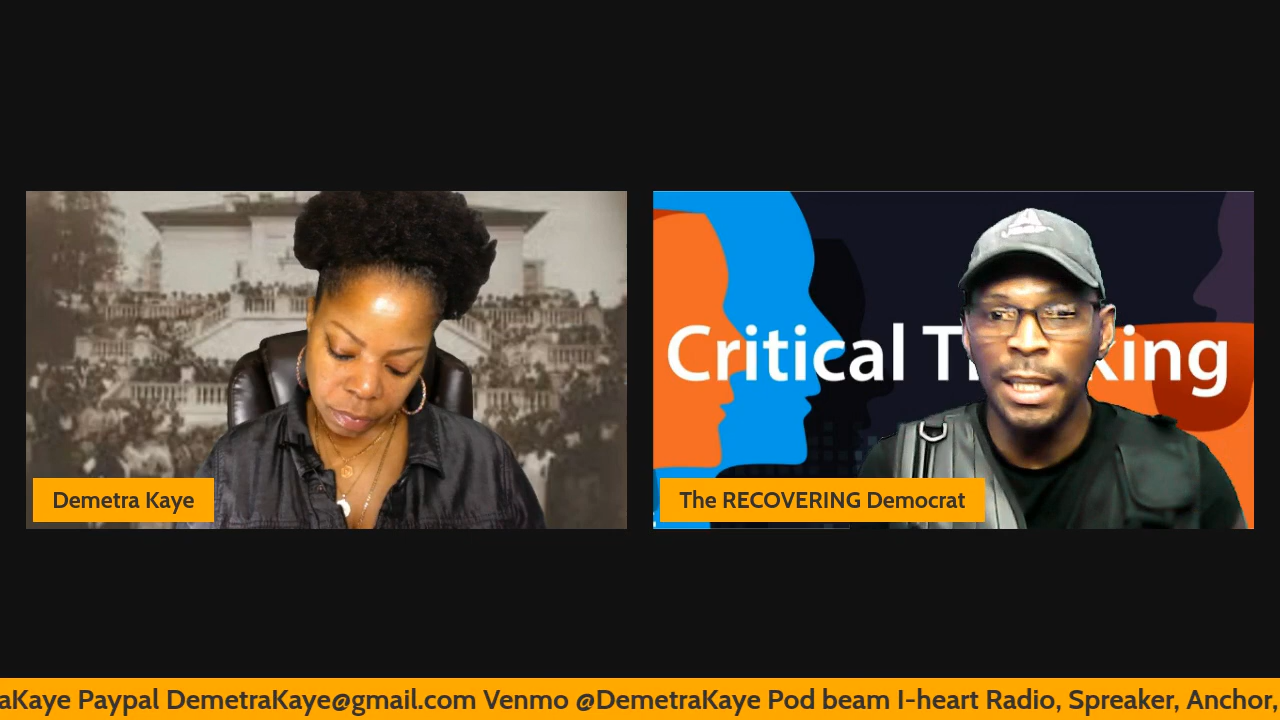 Critical T
king
Demetra Kaye
The RECOVERING Democrat
aKaye Paypal DemetraKaye@gmail.com Venmo @DemetraKaye Pod beam I-heart Radio, Spreaker, Anchor,